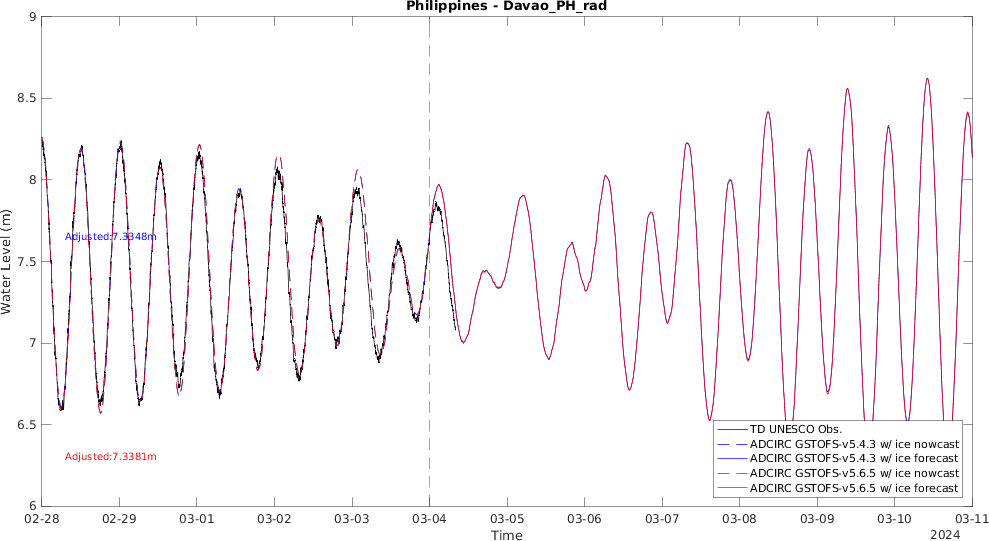 Philippines - Davao_PH_rad
9
8.5
8
7.5
7
6.5
6
Water Level (m)
Adjusted:7.3348m
Adjusted:7.3381m
TD UNESCO Obs.
ADCIRC GSTOFS-v5.4.3 w/ ice nowcast
ADCIRC GSTOFS-v5.4.3 w/ ice forecast
ADCIRC GSTOFS-v5.6.5 w/ ice nowcast
ADCIRC GSTOFS-v5.6.5 w/ ice forecast
02-28 02-29 03-01 03-02 03-03 03-04 03-05 03-06 03-07 03-08 03-09 03-10 03-11
Time
2024